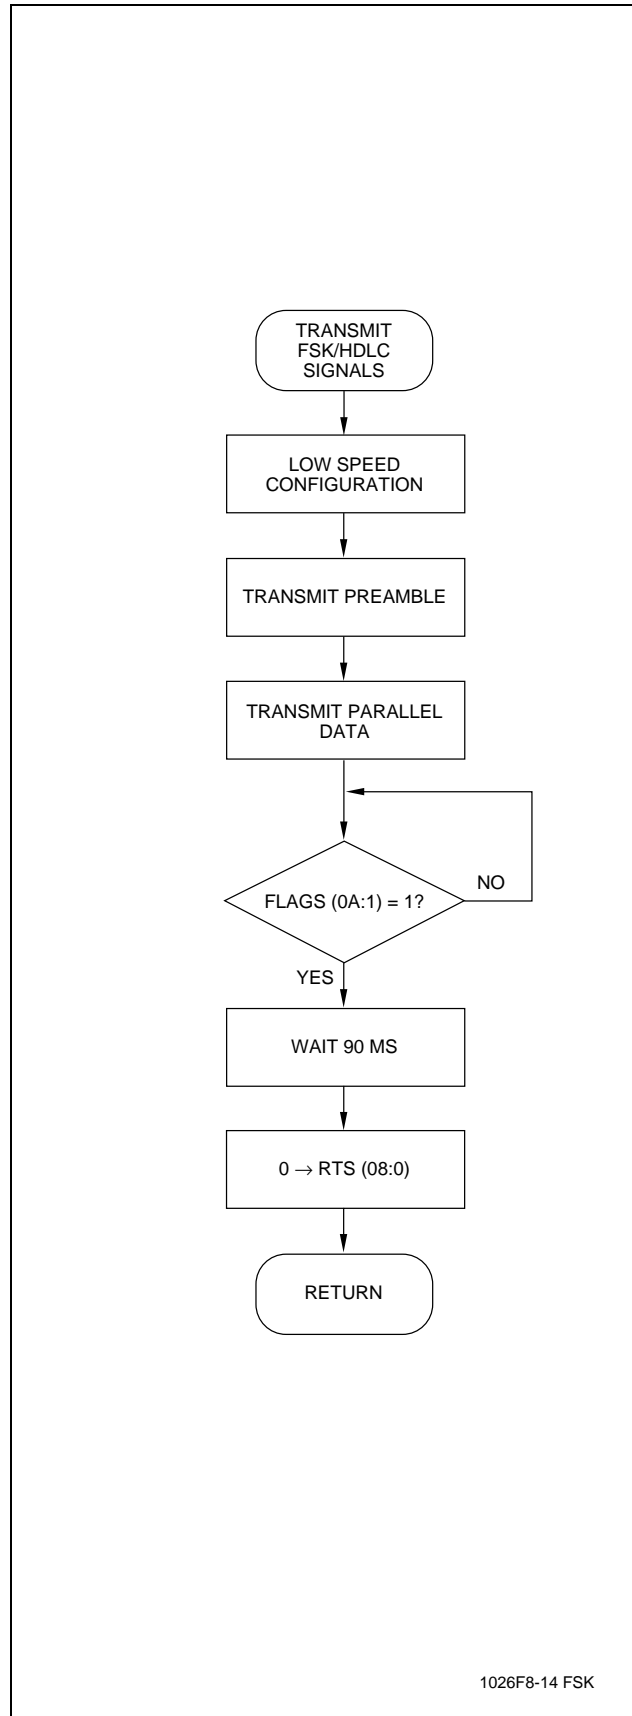 TRANSMIT
FSK/HDLC
SIGNALS
LOW SPEED
CONFIGURATION
TRANSMIT PREAMBLE
TRANSMIT PARALLEL
DATA
FLAGS (0A:1) = 1?
NO
YES
WAIT 90 MS
0 → RTS (08:0)
RETURN
1026F8-14 FSK